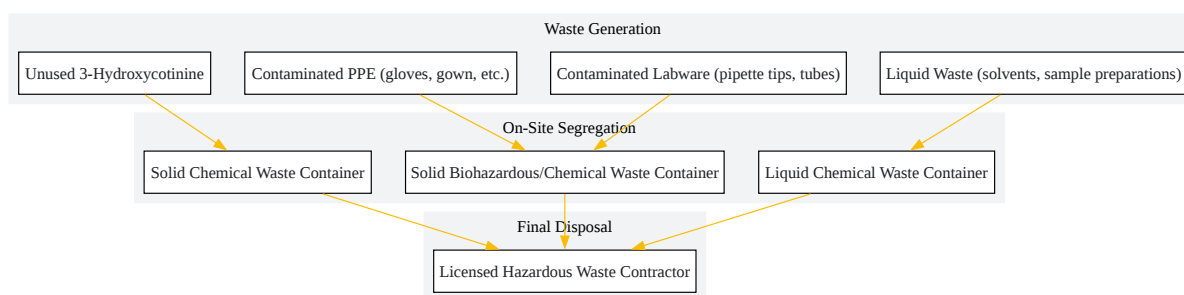 Waste Generation
Unused 3-Hydroxycotinine
Contaminated PPE (gloves, gown, etc.)
Contaminated Labware (pipette tips, tubes)
Liquid Waste (solvents, sample preparations)
On-Site Segregation
Solid Chemical Waste Container
Solid Biohazardous/Chemical Waste Container
Liquid Chemical Waste Container
Final Disposal
Licensed Hazardous Waste Contractor